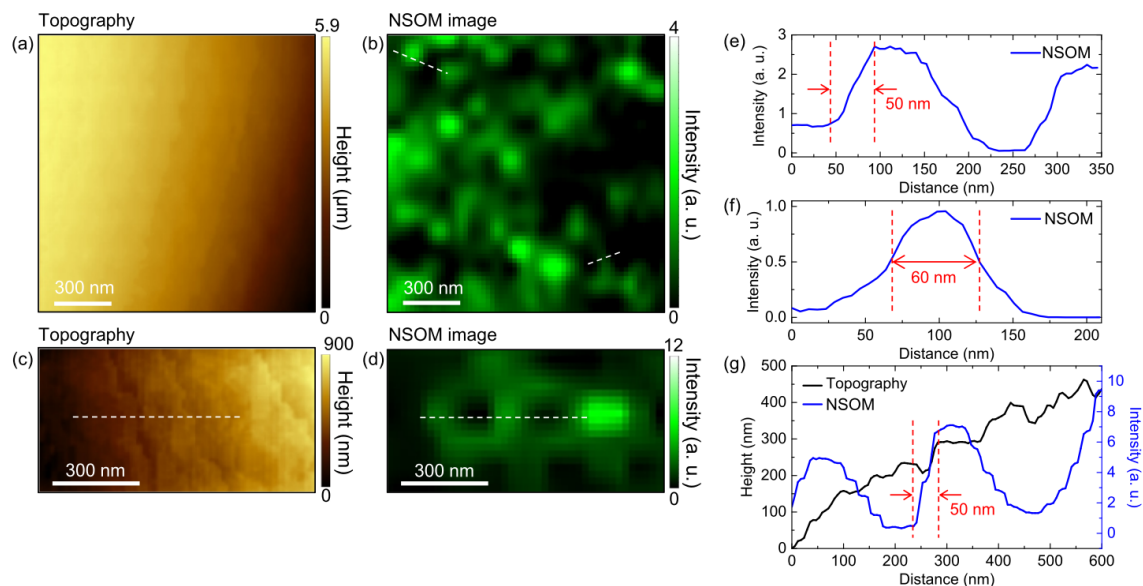 Topography
(a)
5.9
Height (μm)
0
300 nm
NSOM image
(b)
4
Intensity (a. u.)
0
300 nm
Topography
(c)
900
Height (nm)
0
300 nm
NSOM image
(d)
12
Intensity (a. u.)
0
300 nm
(e)
3
2
1
0
Intensity (a. u.)
NSOM
50 nm
0 50 100 150 200 250 300 350
Distance (nm)
(f)
1.0
0.5
0.0
Intensity (a. u.)
NSOM
60 nm
0 50 100 150 200
Distance (nm)
(g)
500
400
300
200
100
0
Height (nm)
Topography
NSOM
50 nm
10
8
6
4
2
0
Intensity (a. u.)
0 100 200 300 400 500 600
Distance (nm)